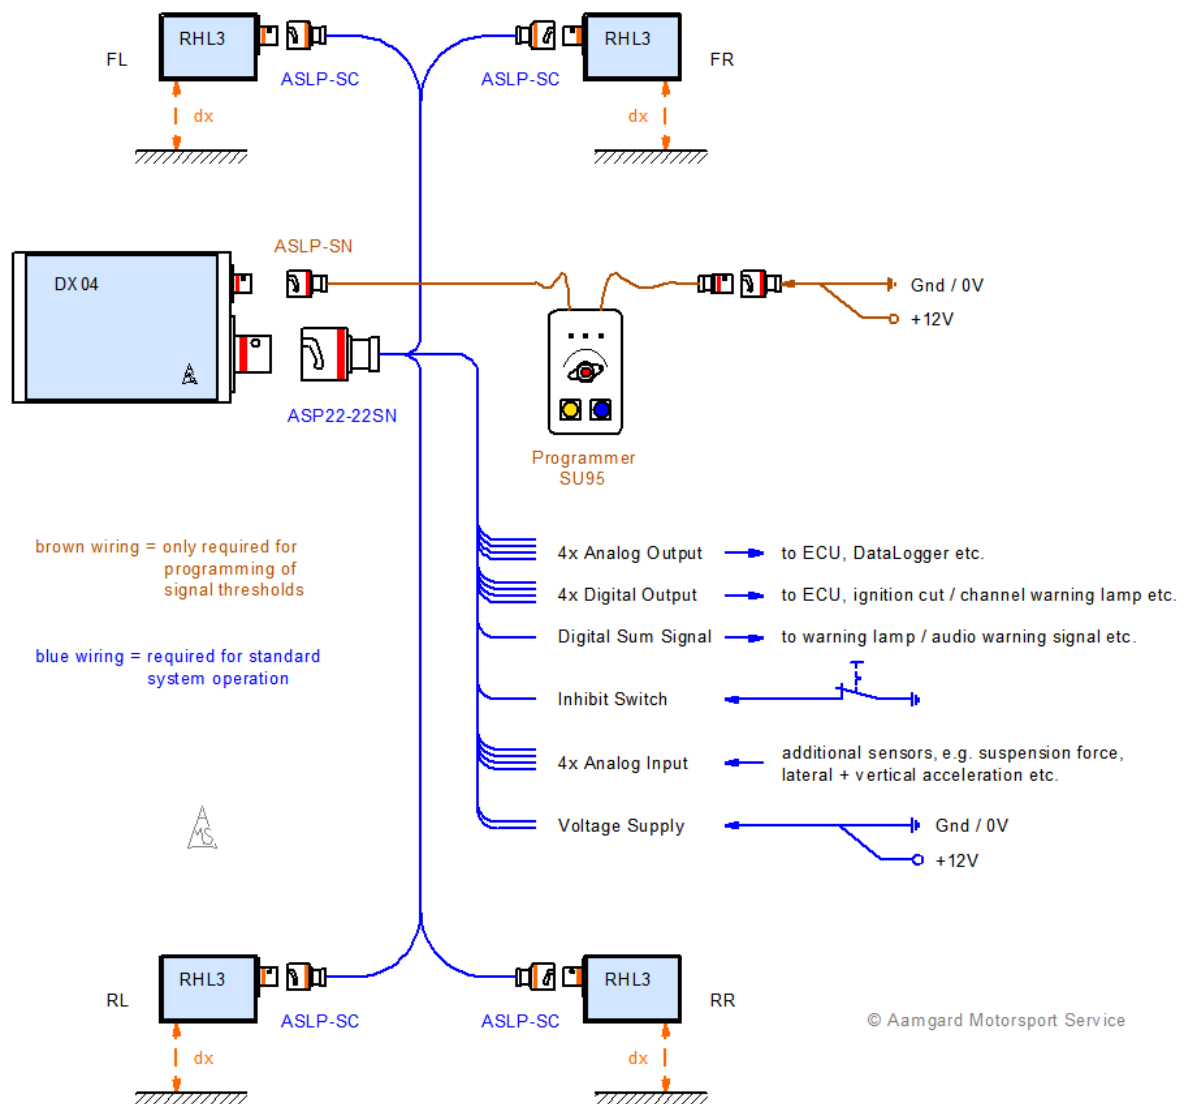 RHL3
RHL3
FL
FR
ASLP-SC
ASLP-SC
dx
dx
ASLP-SN
DX 04
Gnd / 0V
+12V
ASP22-22SN
Programmer
SU95
brown wiring = only required for
programming of
signal thresholds
4x Analog Output
to ECU, DataLogger etc.
4x Digital Output
to ECU, ignition cut / channel warning lamp etc.
Digital Sum Signal
to warning lamp / audio warning signal etc.
blue wiring = required for standard
system operation
Inhibit Switch
4x Analog Input
additional sensors, e.g. suspension force,
lateral + vertical acceleration etc.
Voltage Supply
Gnd / 0V
+12V
AMS
RHL3
RHL3
RL
RR
ASLP-SC
ASLP-SC
© Aamgard Motorsport Service
dx
dx